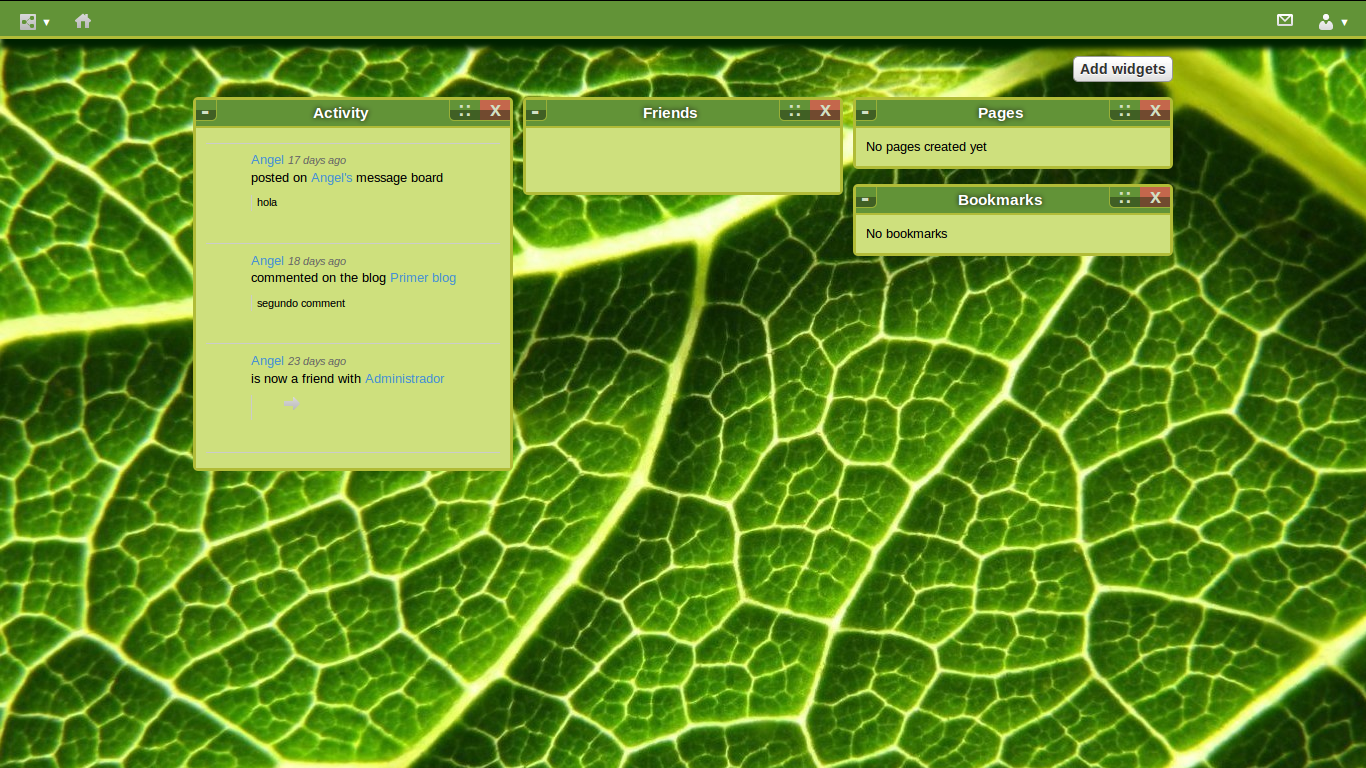 Add widgets
Activity
Angel 17 days ago
posted on Angel's message board
hola
Angel 18 days ago
commented on the blog Primer blog
segundo comment
Angel 23 days ago
is now a friend with Administrador
Friends
Pages
No pages created yet
Bookmarks
No bookmarks